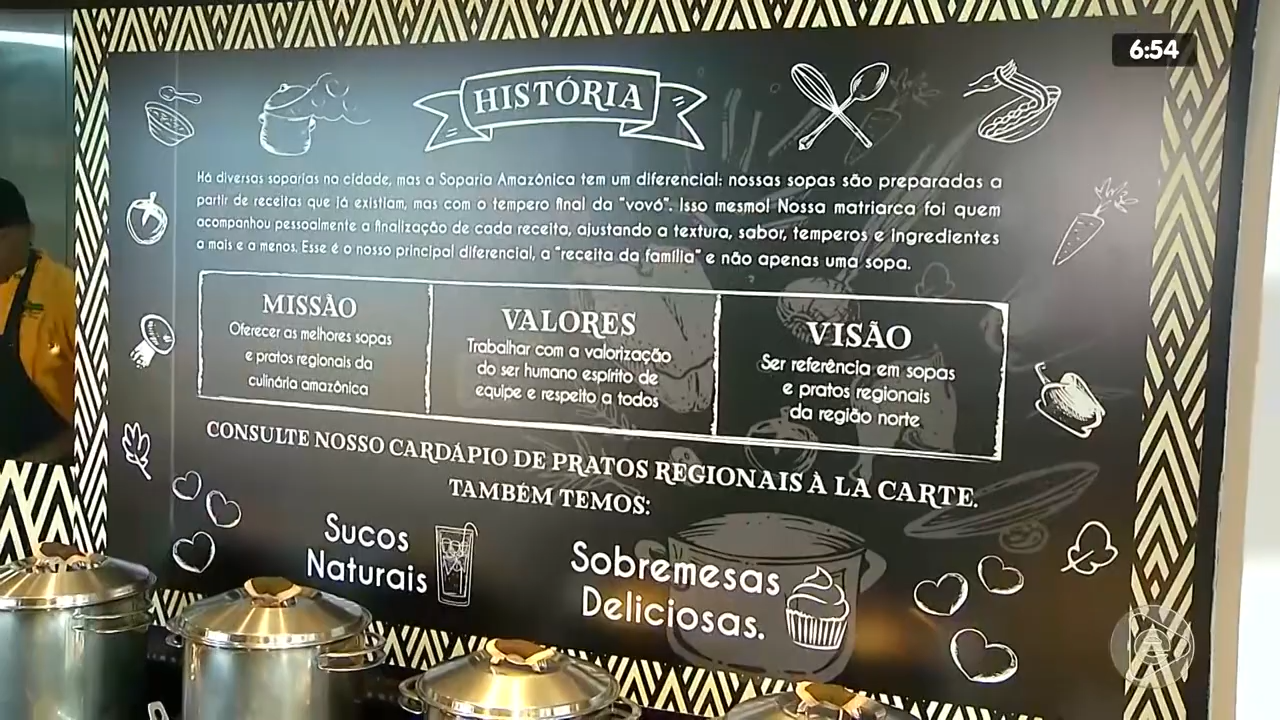 6:54
HISTÓRIA
Há diversas soparias na cidade, mas a Soparia Amazônica tem um diferencial: nossas sopas são preparadas a
partir de receitas que já existiam, mas com o tempero final da "vovó". Isso mesmo! Nossa matriarca foi quem
acompanhou pessoalmente a finalização de cada receita, ajustando a textura, sabor, temperos e ingredientes
a mais e a menos. Esse é o nosso principal diferencial, a "receita da família" e não apenas uma sopa.
MISSÃO
Oferecer as melhores sopas
e pratos regionais da
culinária amazônica
VALORES
Trabalhar com a valorização
do ser humano espírito de
equipe e respeito a todos
VISÃO
Ser referência em sopas
e pratos regionais
da região norte
CONSULTE NOSSO CARDÁPIO DE PRATOS REGIONAIS À LA CARTE.
TAMBÉM TEMOS:
Sucos
Naturais
Sobremesas
Deliciosas.